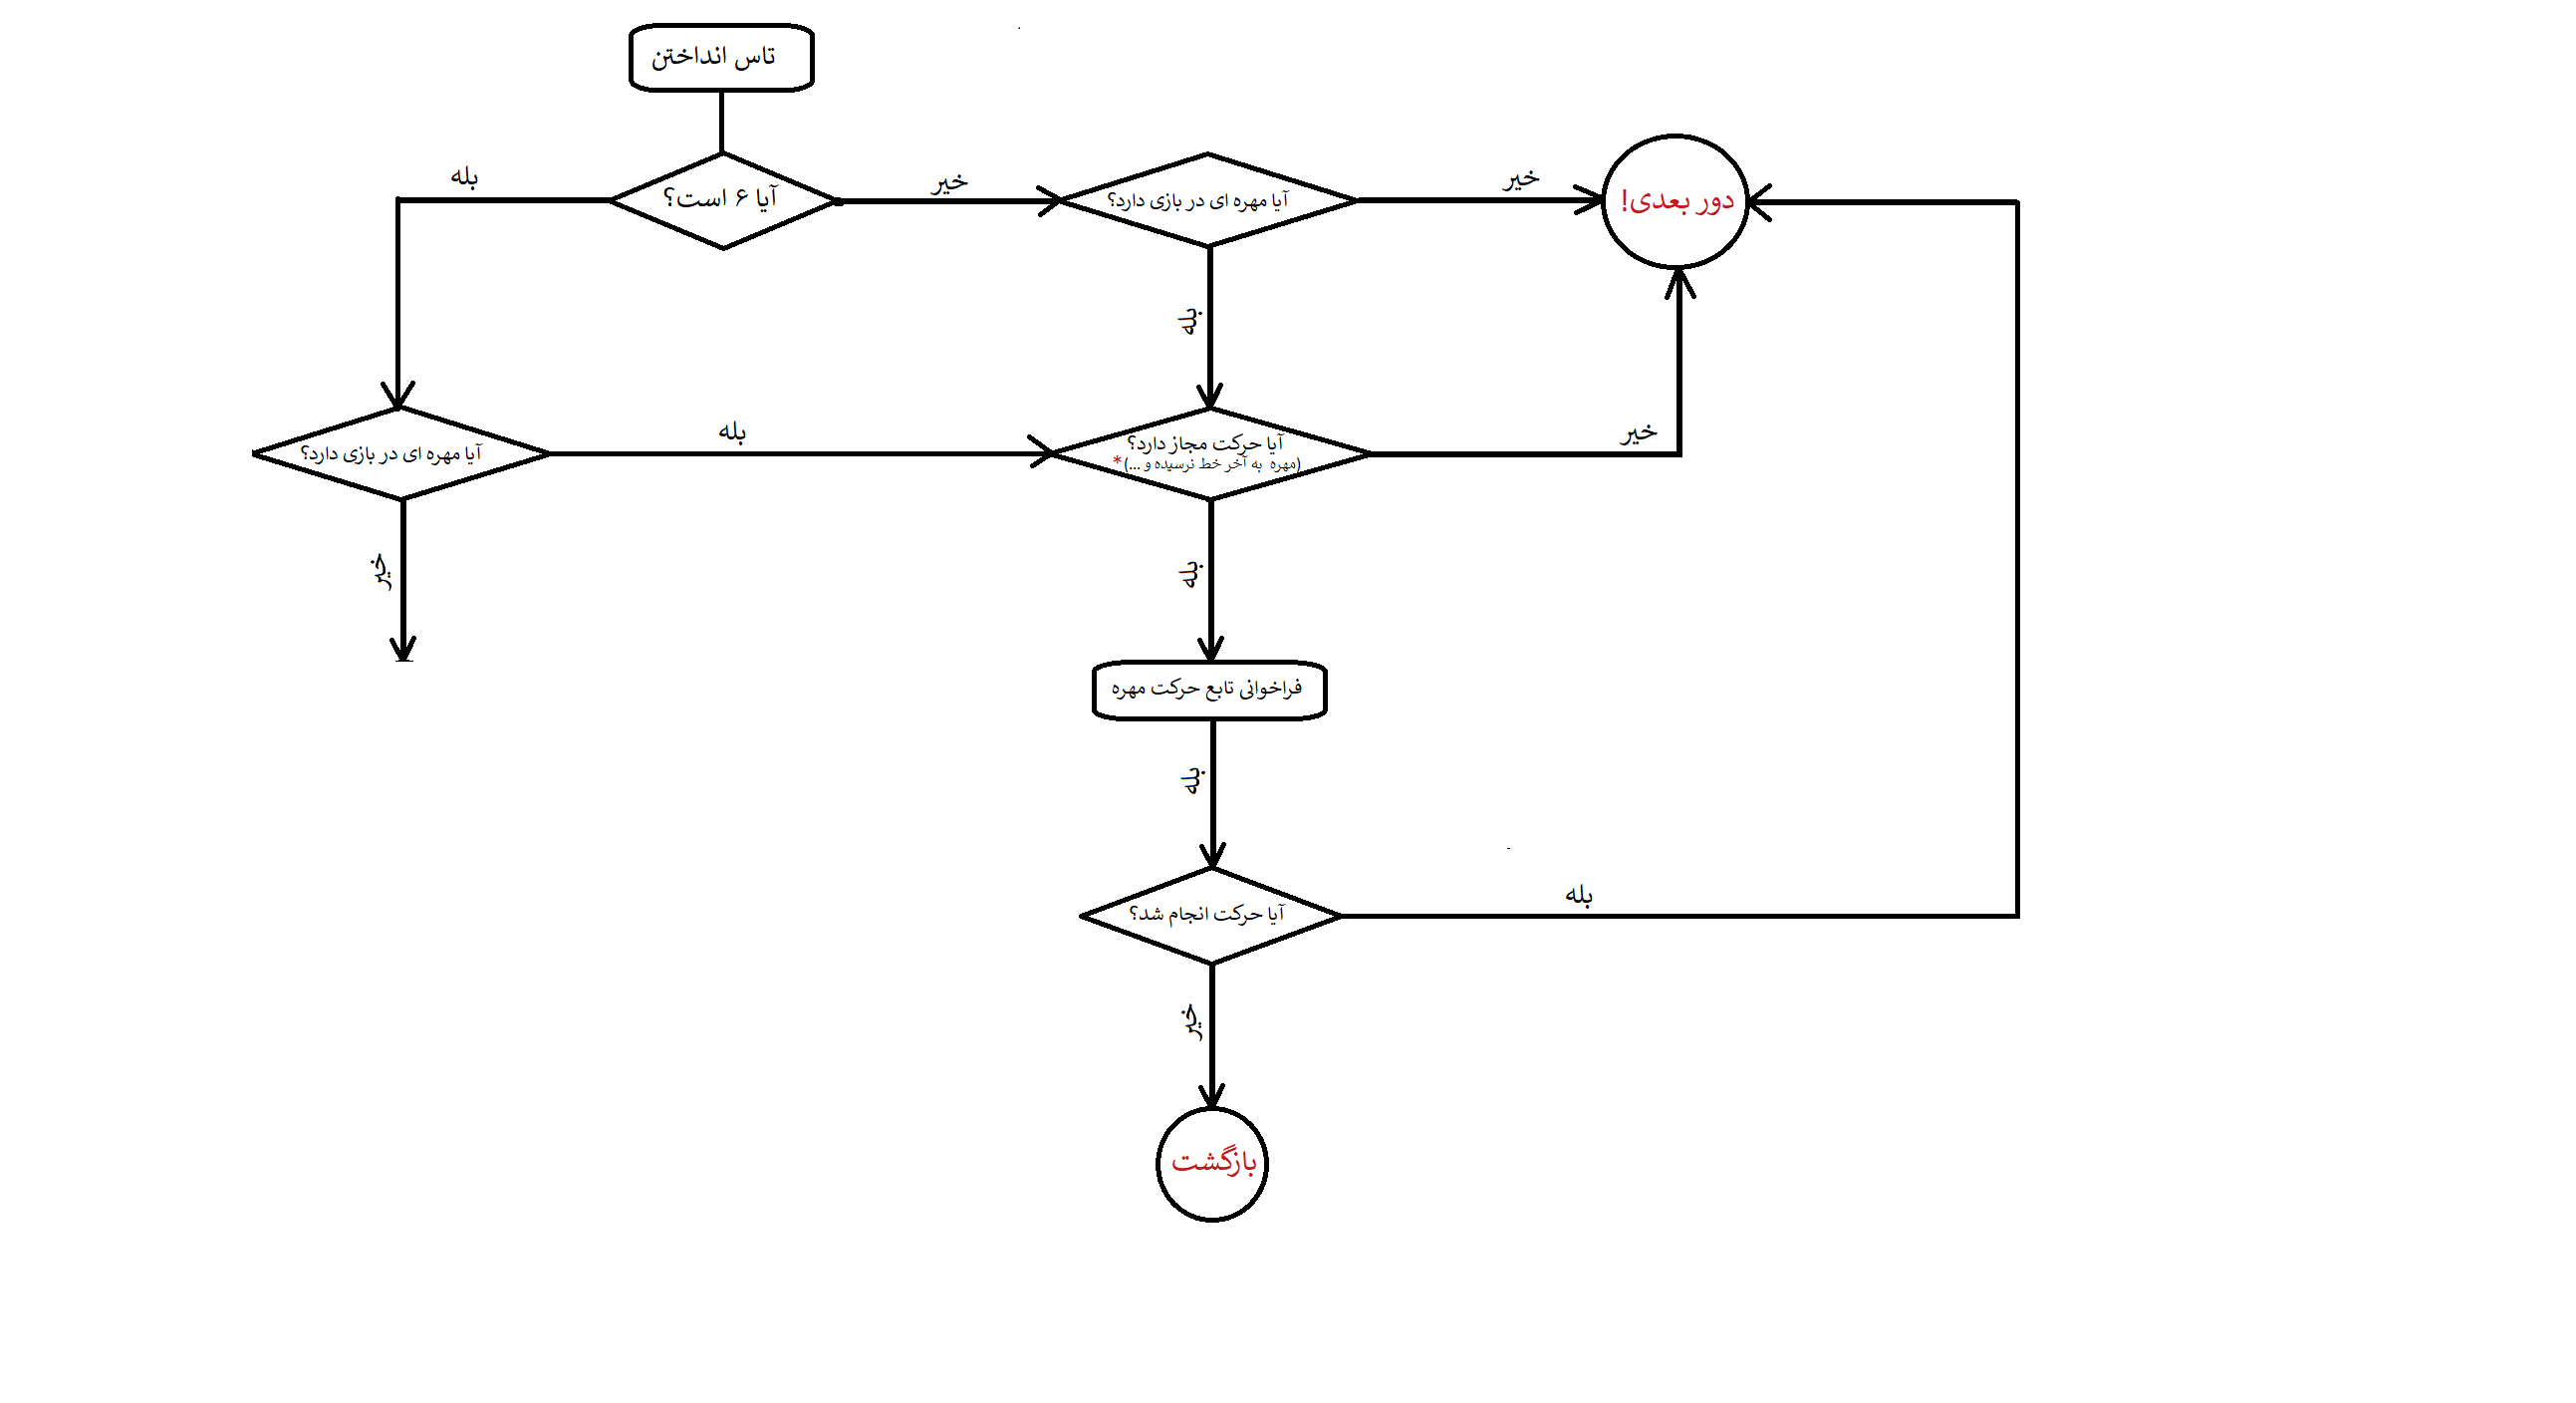 تاس انداختن
آیا ۶ است؟
بله
خیر
آیا مهره ای در بازی دارد؟
خیر
دور بعدی!
بله
آیا مهره ای در بازی دارد؟
بله
آیا حرکت مجاز دارد؟
(مهره به آخر خط نرسیده و ...)*
خیر
خیر
بله
فراخوانی تابع حرکت مهره
بله
آیا حرکت انجام شد؟
بله
خیر
بازگشت